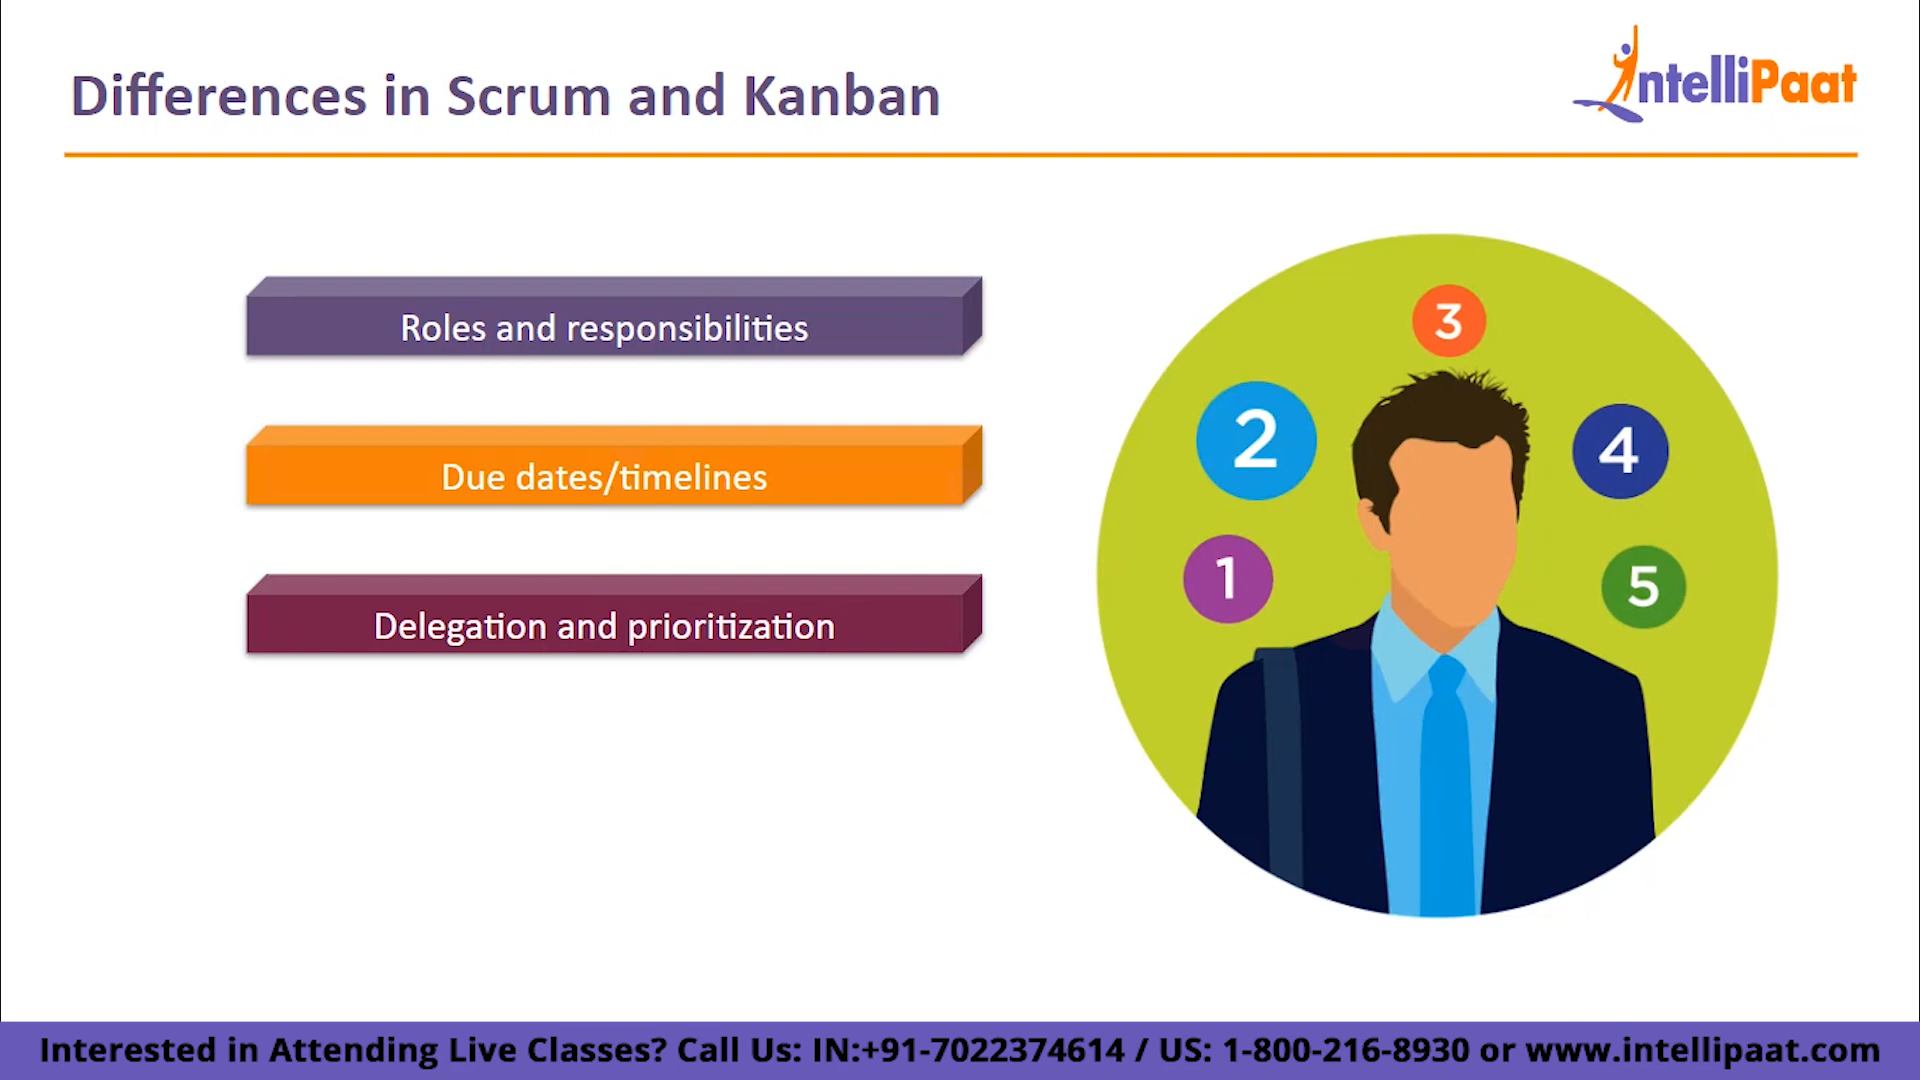 Differences in Scrum and Kanban
IntelliPaat
Roles and responsibilities
Due dates/timelines
Delegation and prioritization
3
2
4
1
5
Interested in Attending Live Classes? Call Us: IN:+91-7022374614 / US: 1-800-216-8930 or www.intellipaat.com